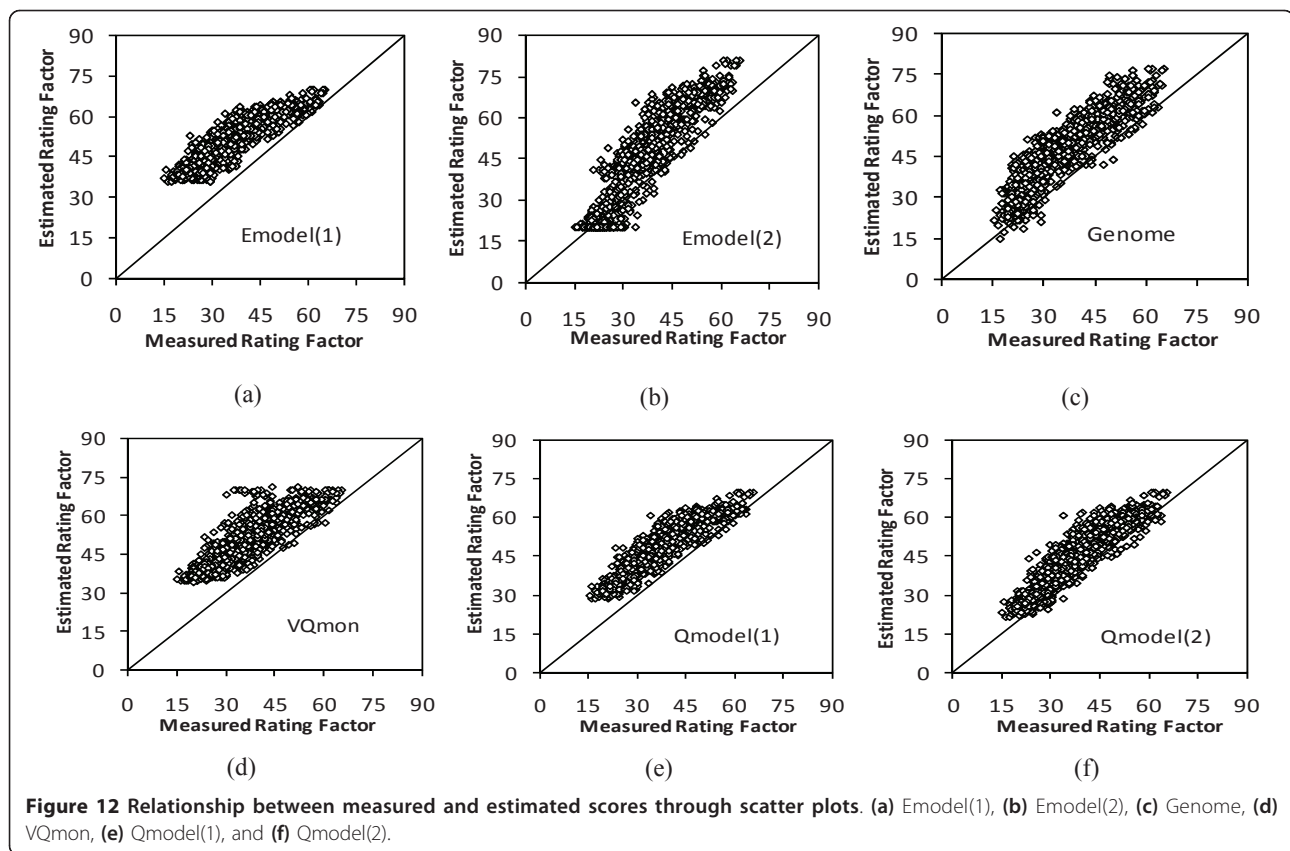 90
75
60
45
30
15
0
Estimated Rating Factor
Emodel(1)
0 15 30 45 60 75 90
Measured Rating Factor
(a)
90
75
60
45
30
15
0
Estimated Rating Factor
Emodel(2)
0 15 30 45 60 75 90
Measured Rating Factor
(b)
90
75
60
45
30
15
0
Estimated Rating Factor
Genome
0 15 30 45 60 75 90
Measured Rating Factor
(c)
90
75
60
45
30
15
0
Estimated Rating Factor
VQmon
0 15 30 45 60 75 90
Measured Rating Factor
(d)
90
75
60
45
30
15
0
Estimated Rating Factor
Qmodel(1)
0 15 30 45 60 75 90
Measured Rating Factor
(e)
90
75
60
45
30
15
0
Estimated Rating Factor
Qmodel(2)
0 15 30 45 60 75 90
Measured Rating Factor
(f)
Figure 12 Relationship between measured and estimated scores through scatter plots. (a) Emodel(1), (b) Emodel(2), (c) Genome, (d)
VQmon, (e) Qmodel(1), and (f) Qmodel(2).